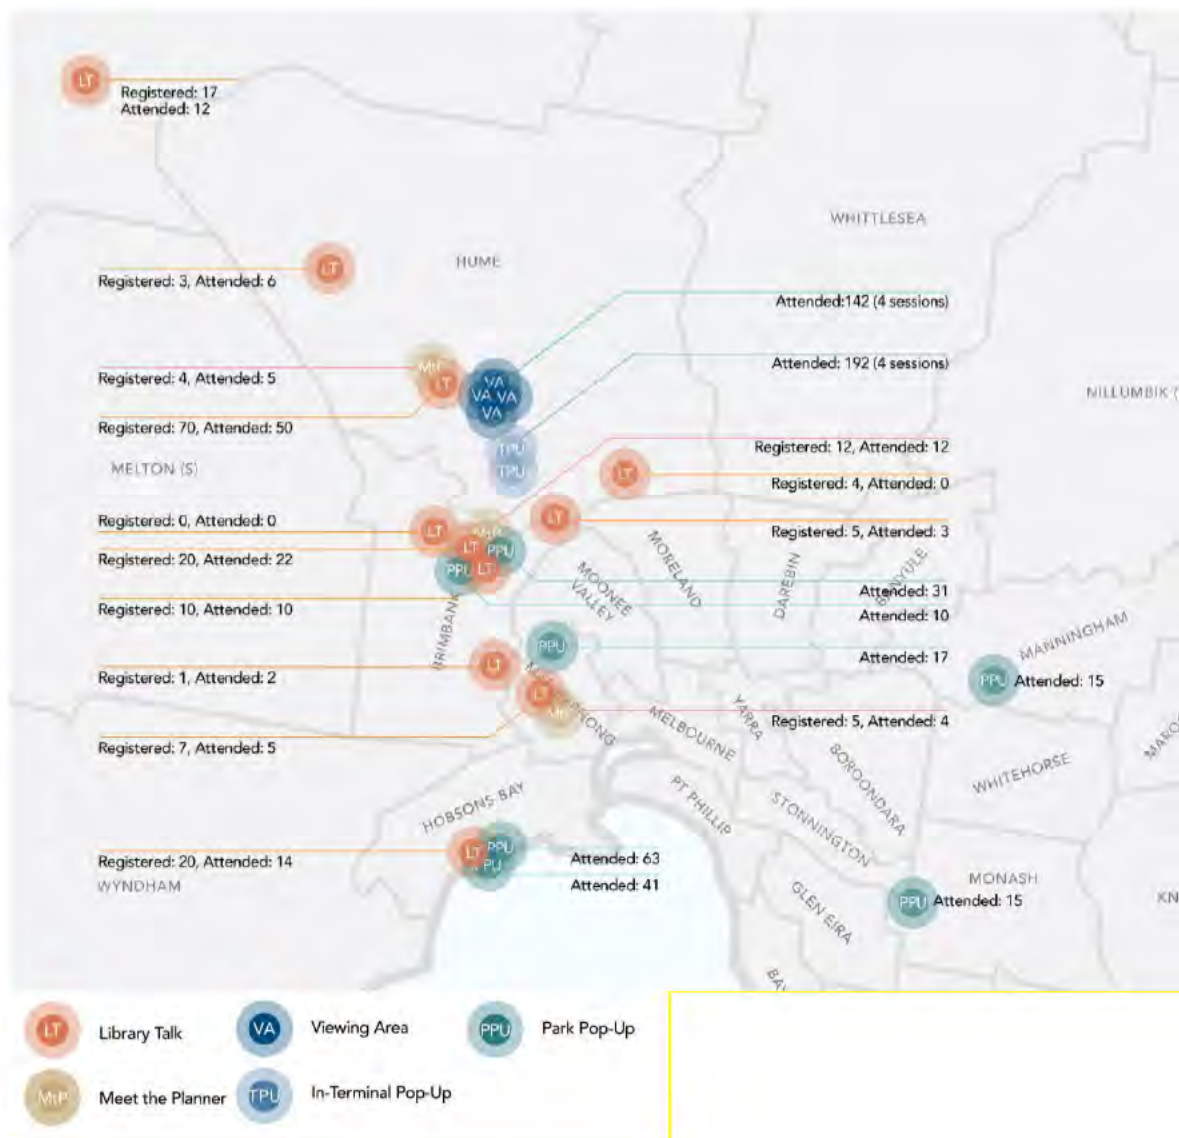 LT
Registered: 17
Attended: 12
WHITTLESEA
HUME
LT
Registered: 3, Attended: 6
Attended:142 (4 sessions)
Attended: 192 (4 sessions)
MtP
Registered: 4, Attended: 5
LT
VA
VA VA
VA
NILLUMBIK (
Registered: 70, Attended: 50
TPU
TPU
Registered: 12, Attended: 12
MELTON (S)
LT
Registered: 4, Attended: 0
Registered: 0, Attended: 0
LT
MtP
LT
Registered: 5, Attended: 3
Registered: 20, Attended: 22
LT
PPU
PPU
LT
MOONEE
VALLEY
MORELAND
DAREBIN
BANYULE
Attended: 31
Registered: 10, Attended: 10
Attended: 10
BRIMBANK
PPU
Attended: 17
MANNINGHAM
Registered: 1, Attended: 2
LT
PPU
Attended: 15
LT
MtP
MELBOURNE
YARRA
Registered: 5, Attended: 4
Registered: 7, Attended: 5
BOROONDARA
WHITEHORSE
HOBSONS BAY
PT PHILLIP
STONNINGTON
Registered: 20, Attended: 14
LT
PPU
PU
Attended: 63
Attended: 41
WYNDHAM
GLEN EIRA
MONASH
PPU
Attended: 15
KN
BA
LT
Library Talk
VA
Viewing Area
PPU
Park Pop-Up
MtP
Meet the Planner
TPU
In-Terminal Pop-Up